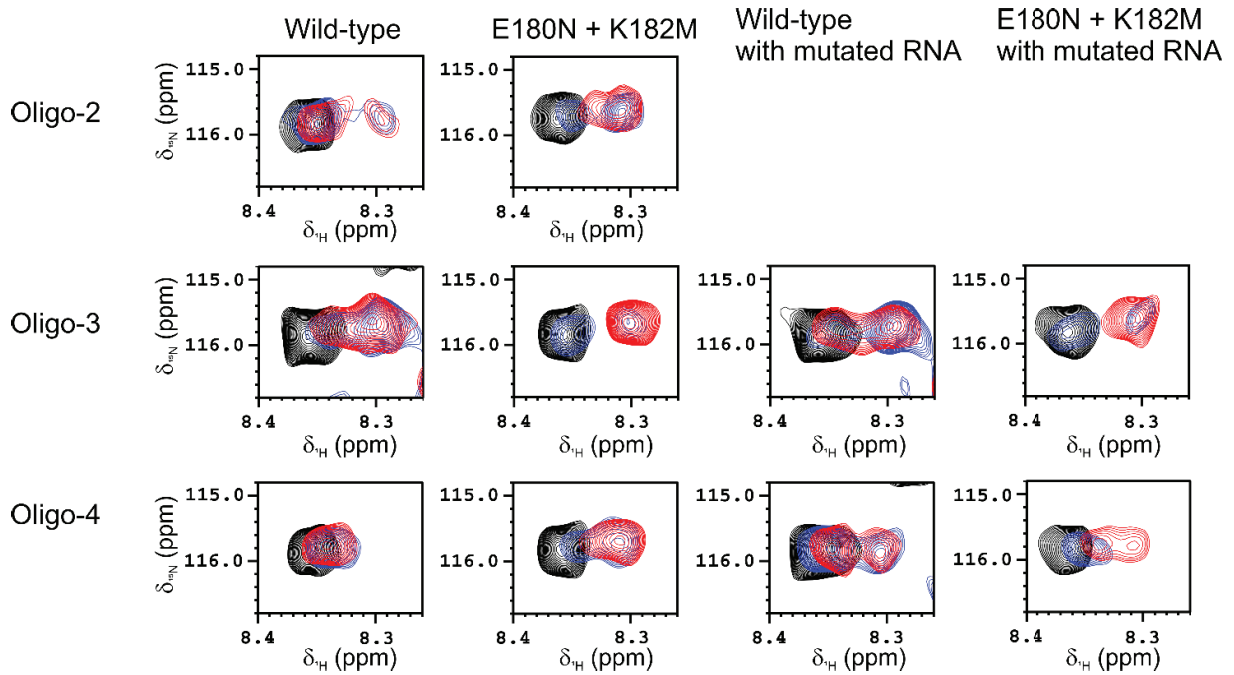 Wild-type
E180N + K182M
Wild-type
with mutated RNA
E180N + K182M
with mutated RNA
Oligo-2
115.0
116.0
δ¹⁵N (ppm)
8.4
8.3
δ¹H (ppm)
115.0
116.0
δ¹⁵N (ppm)
8.4
8.3
δ¹H (ppm)
Oligo-3
115.0
116.0
δ¹⁵N (ppm)
8.4
8.3
δ¹H (ppm)
115.0
116.0
8.4
8.3
δ¹H (ppm)
115.0
116.0
8.4
8.3
δ¹H (ppm)
115.0
116.0
8.4
8.3
δ¹H (ppm)
Oligo-4
115.0
116.0
δ¹⁵N (ppm)
8.4
8.3
δ¹H (ppm)
115.0
116.0
8.4
8.3
δ¹H (ppm)
115.0
116.0
8.4
8.3
δ¹H (ppm)
115.0
116.0
8.4
8.3
δ¹H (ppm)